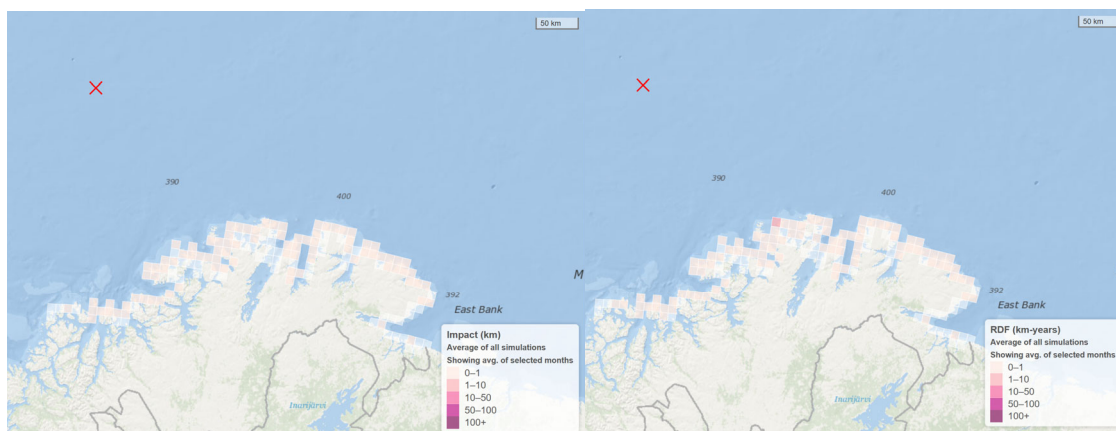 50 km
390
400
M
392
East Bank
Inarijärvi
Impact (km)
Average of all simulations
Showing avg. of selected months
0–1
1–10
10–50
50–100
100+
50 km
390
400
392
East Bank
Inarijärvi
RDF (km-years)
Average of all simulations
Showing avg. of selected months
0–1
1–10
10–50
50–100
100+